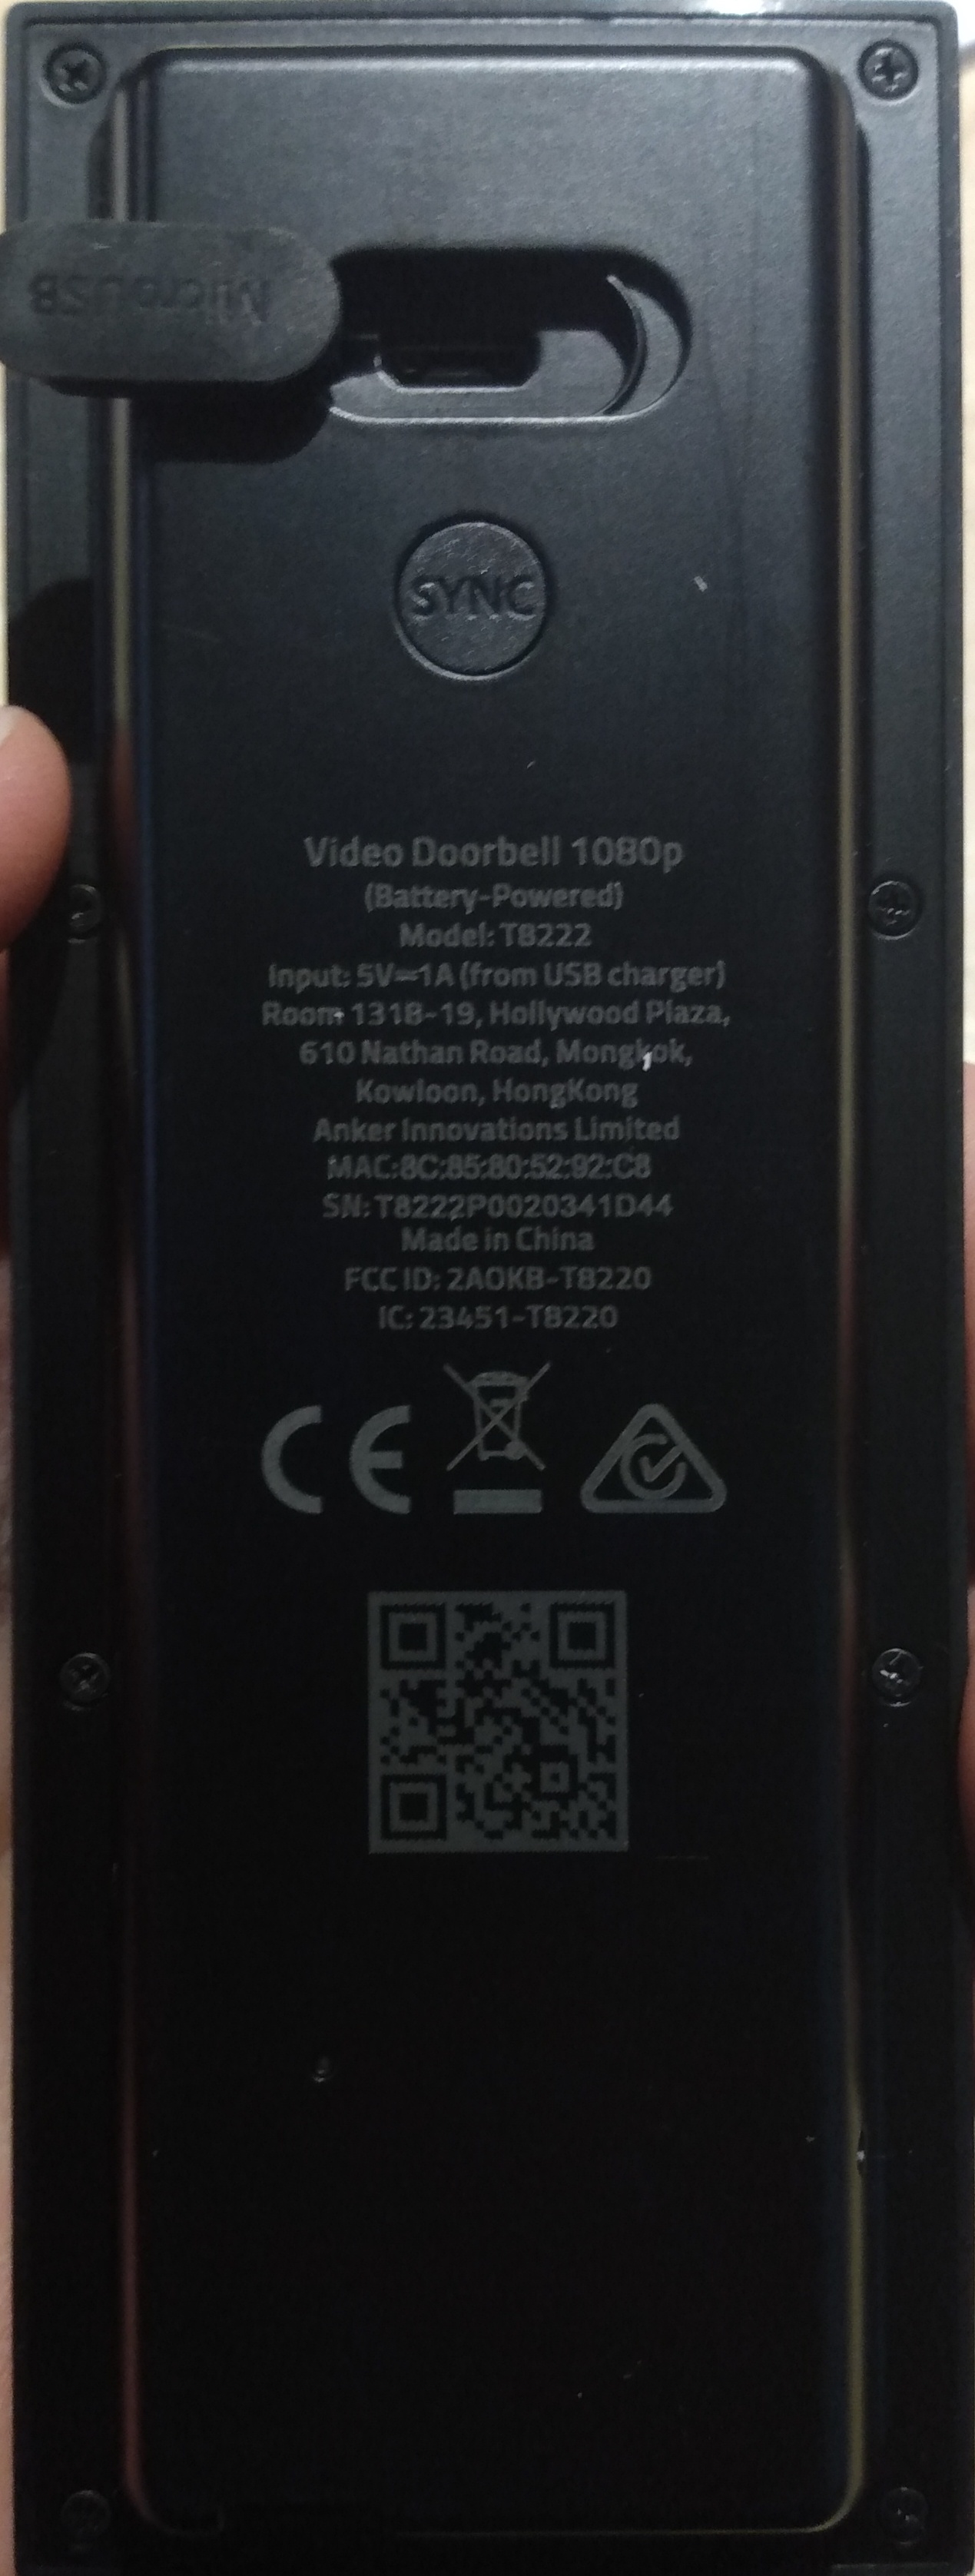 Micro USB
SYNC
Video Doorbell 1080p
(Battery-Powered)
Model: T8222
Input: 5V⎓1A (from USB charger)
Room 1318-19, Hollywood Plaza,
610 Nathan Road, Mongkok,
Kowloon, HongKong
Anker Innovations Limited
MAC:8C:85:80:52:92:C8
SN: T8222P0020341D44
Made in China
FCC ID: 2AOKB-T8220
IC: 23451-T8220
CE